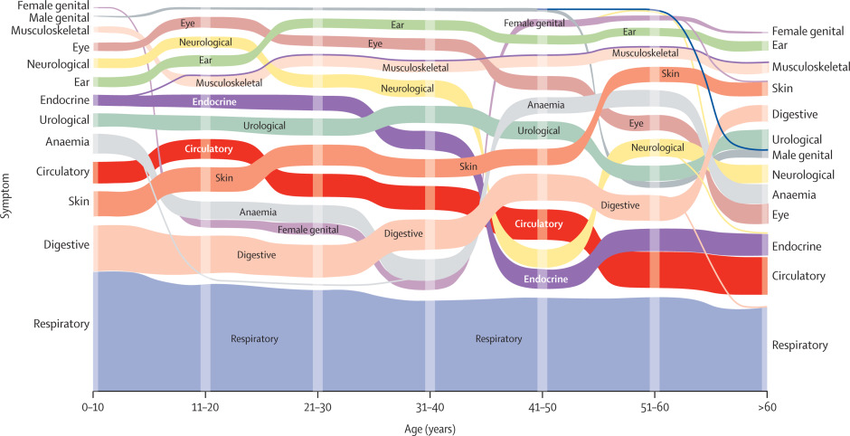 Female genital
Male genital
Musculoskeletal
Eye
Neurological
Ear
Endocrine
Urological
Anaemia
Circulatory
Skin
Digestive
Respiratory
Symptom
Eye
Neurological
Ear
Musculoskeletal
Endocrine
Urological
Circulatory
Skin
Anaemia
Female genital
Digestive
Respiratory
Ear
Eye
Musculoskeletal
Neurological
Skin
Digestive
Respiratory
Female genital
Anaemia
Urological
Circulatory
Endocrine
Ear
Musculoskeletal
Skin
Eye
Neurological
Digestive
Female genital
Ear
Musculoskeletal
Skin
Digestive
Urological
Male genital
Neurological
Anaemia
Eye
Endocrine
Circulatory
Respiratory
0–10 11–20 21–30 31–40 41–50 51–60 >60
Age (years)